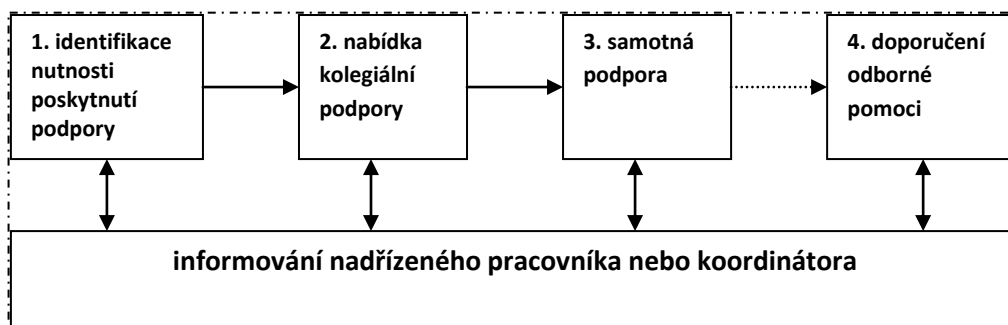 1. identifikace
nutnosti
poskytnutí
podpory
2. nabídka
kolegiální
podpory
3. samotná
podpora
4. doporučení
odborné
pomoci
informování nadřízeného pracovníka nebo koordinátora